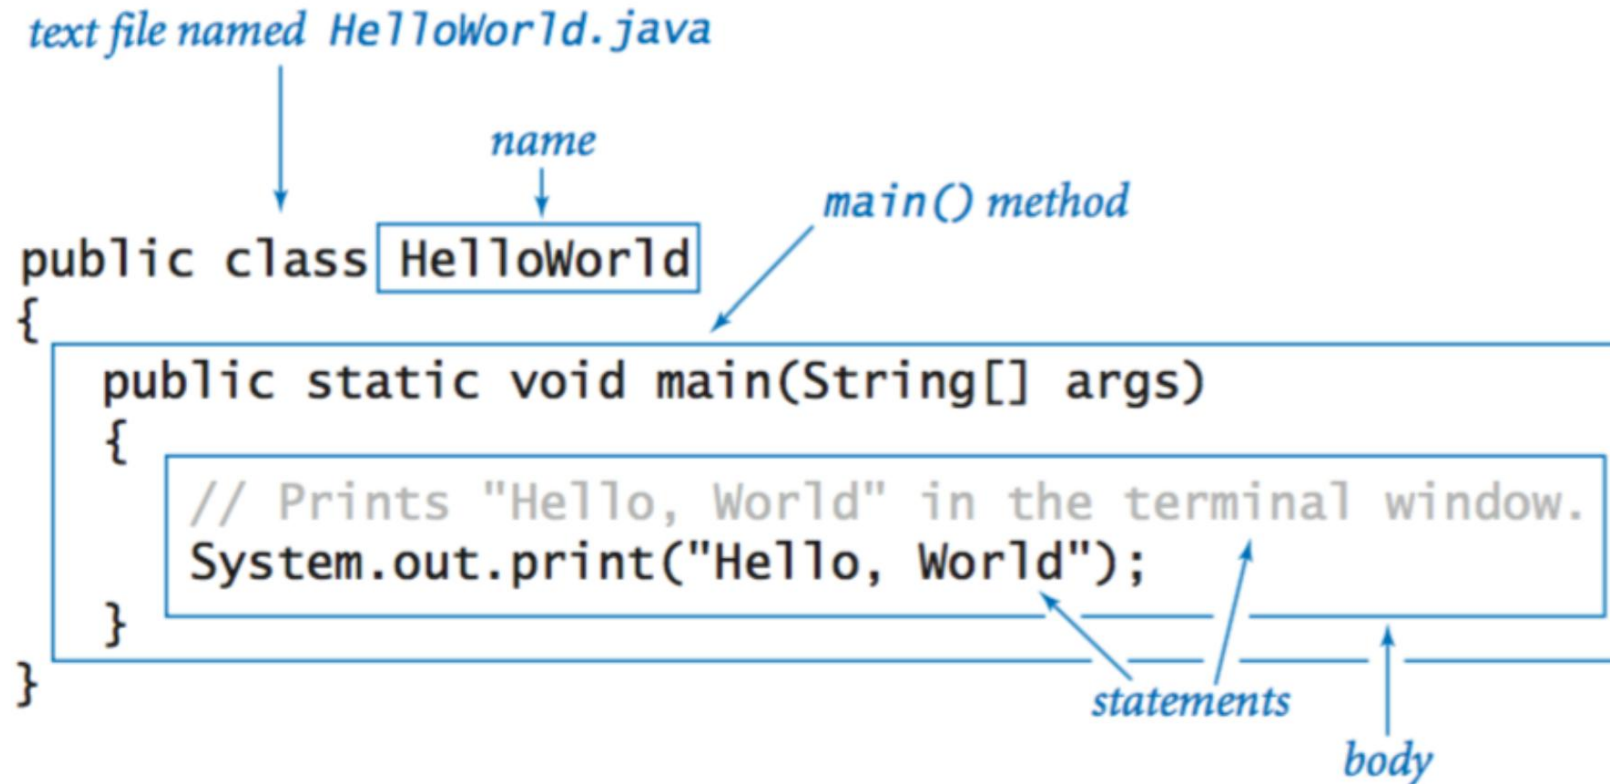 text file named HelloWorld.java
name
main() method
public class HelloWorld
{
public static void main(String[] args)
{
// Prints "Hello, World" in the terminal window.
System.out.print("Hello, World");
}
}
statements
body